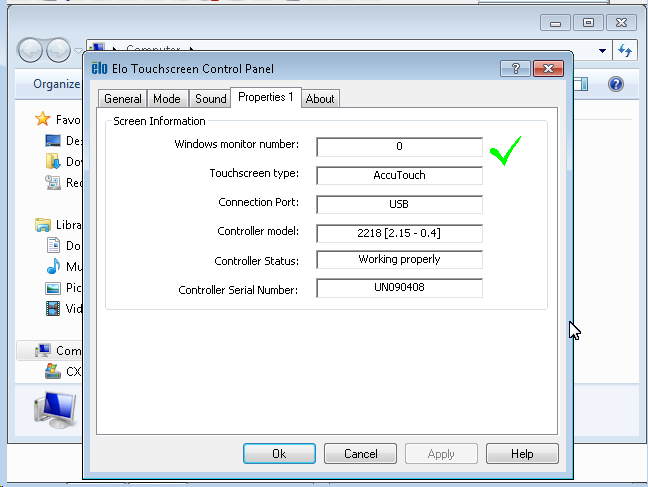 Computer
elo Elo Touchscreen Control Panel
Organize
General Mode Sound Properties 1 About
Screen Information
Windows monitor number: 0
Touchscreen type: AccuTouch
Connection Port: USB
Controller model: 2218 [2.15 - 0.4]
Controller Status: Working properly
Controller Serial Number: UN090408
Favo
Des
Dov
Rec
Libra
Do
Mu
Pic
Vid
Com
CX
Ok Cancel Apply Help